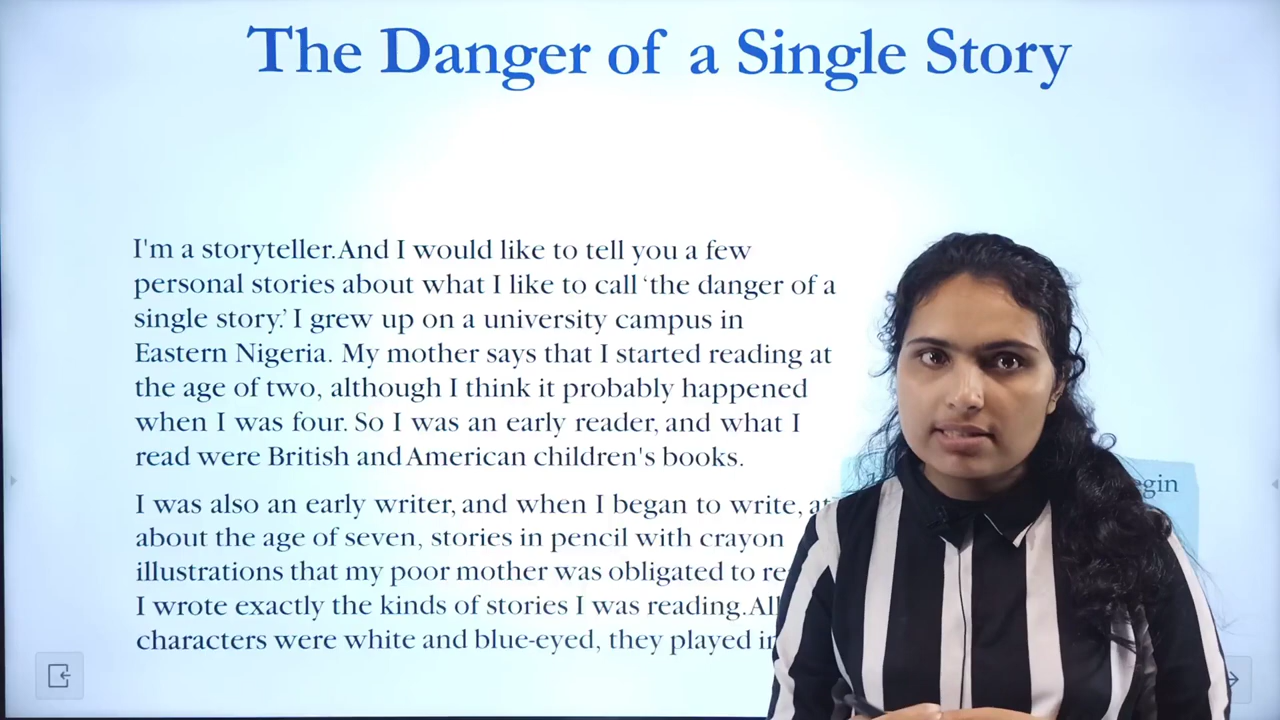 The Danger of a Single Story
I'm a storyteller. And I would like to tell you a few
personal stories about what I like to call ‘the danger of a
single story.’ I grew up on a university campus in
Eastern Nigeria. My mother says that I started reading at
the age of two, although I think it probably happened
when I was four. So I was an early reader, and what I
read were British and American children's books.
I was also an early writer, and when I began to write, at
about the age of seven, stories in pencil with crayon
illustrations that my poor mother was obligated to
I wrote exactly the kinds of stories I was reading. All
characters were white and blue-eyed, they played